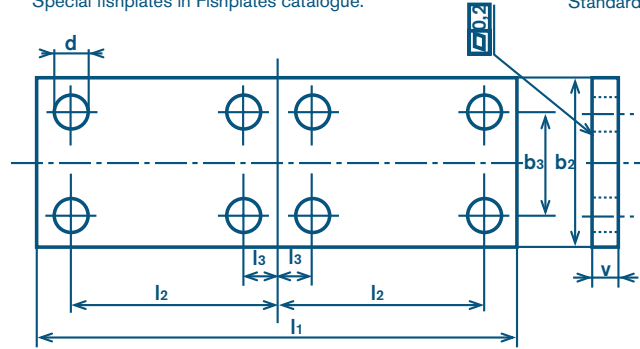 Special fishplates in Fishplates catalogue.
Standard
d
0,2
b3
b2
l3
l3
v
l2
l2
l1